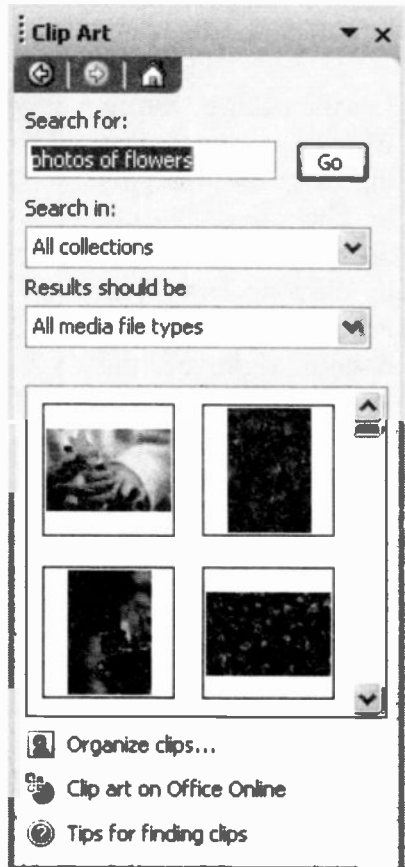 Clip Art
Search for:
photos of flowers Go
Search in:
All collections
Results should be
All media file types
Organize clips...
Clip art on Office Online
Tips for finding clips